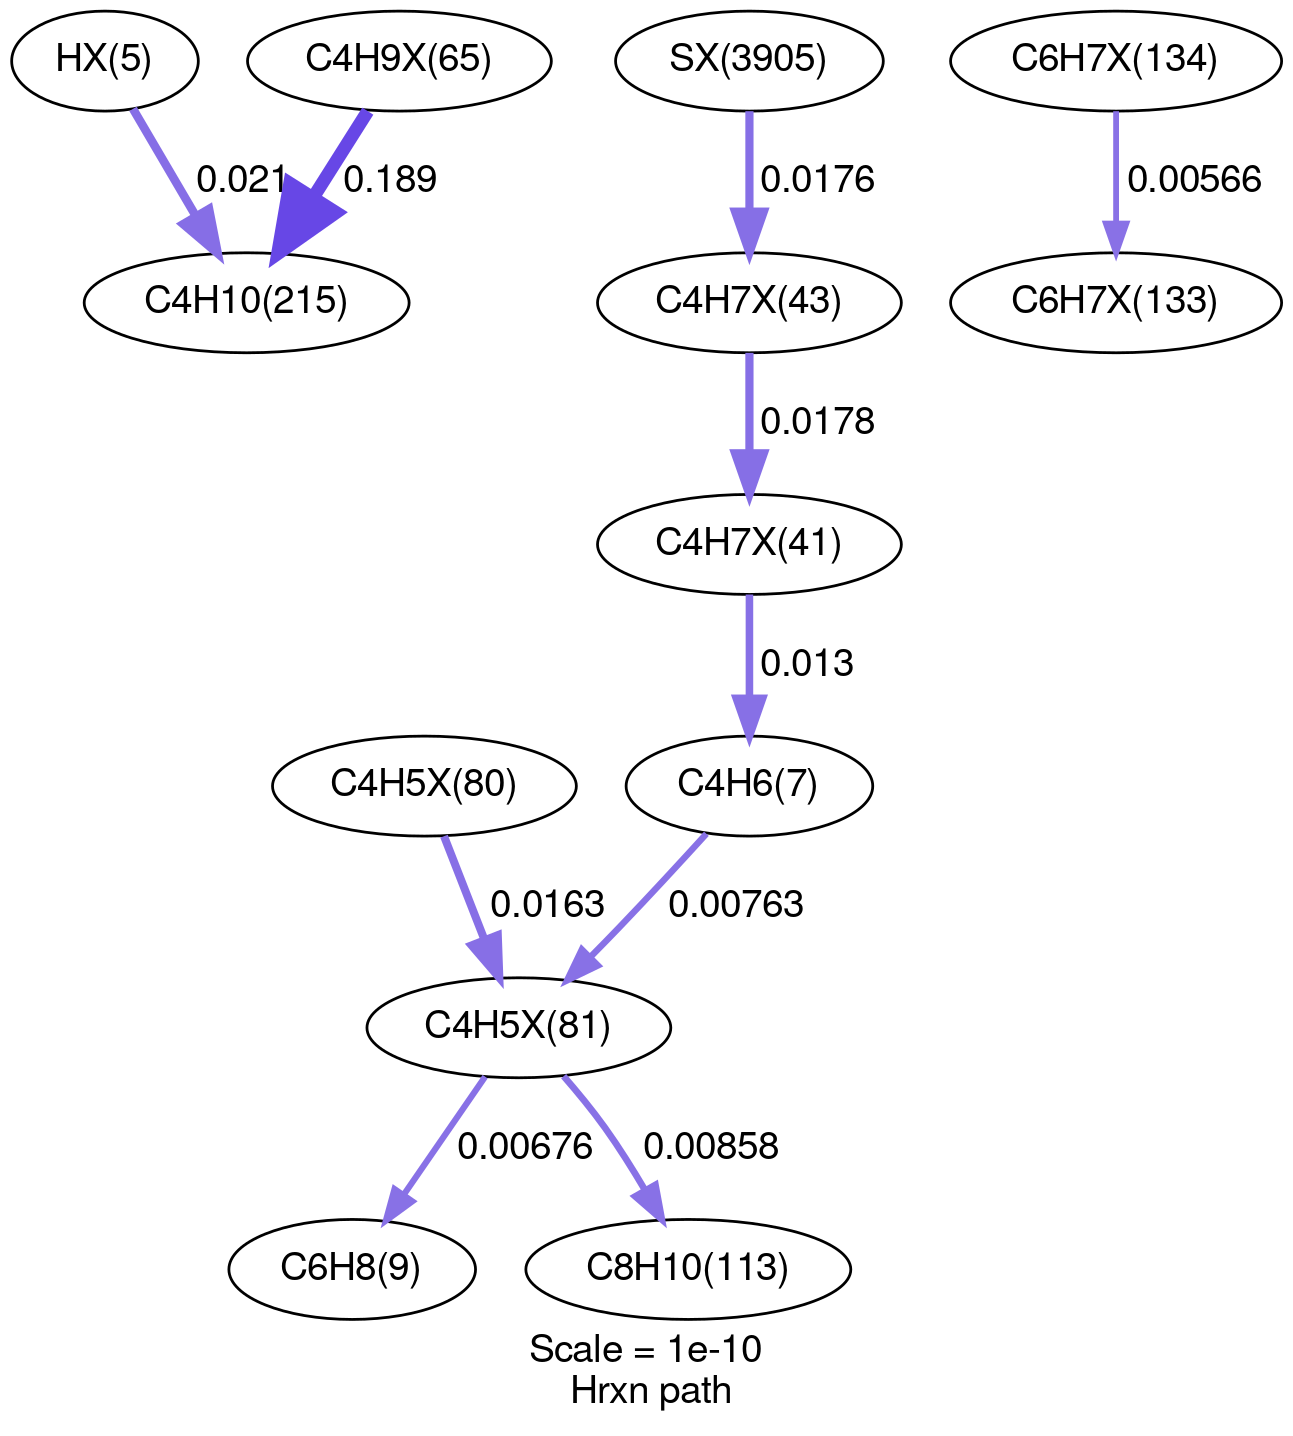 HX(5)
C4H9X(65)
SX(3905)
C6H7X(134)
0.021
0.189
0.0176
0.00566
C4H10(215)
C4H7X(43)
C6H7X(133)
0.0178
C4H7X(41)
0.013
C4H5X(80)
C4H6(7)
0.0163
0.00763
C4H5X(81)
0.00676
0.00858
C6H8(9)
C8H10(113)
Scale = 1e-10
Hrxn path